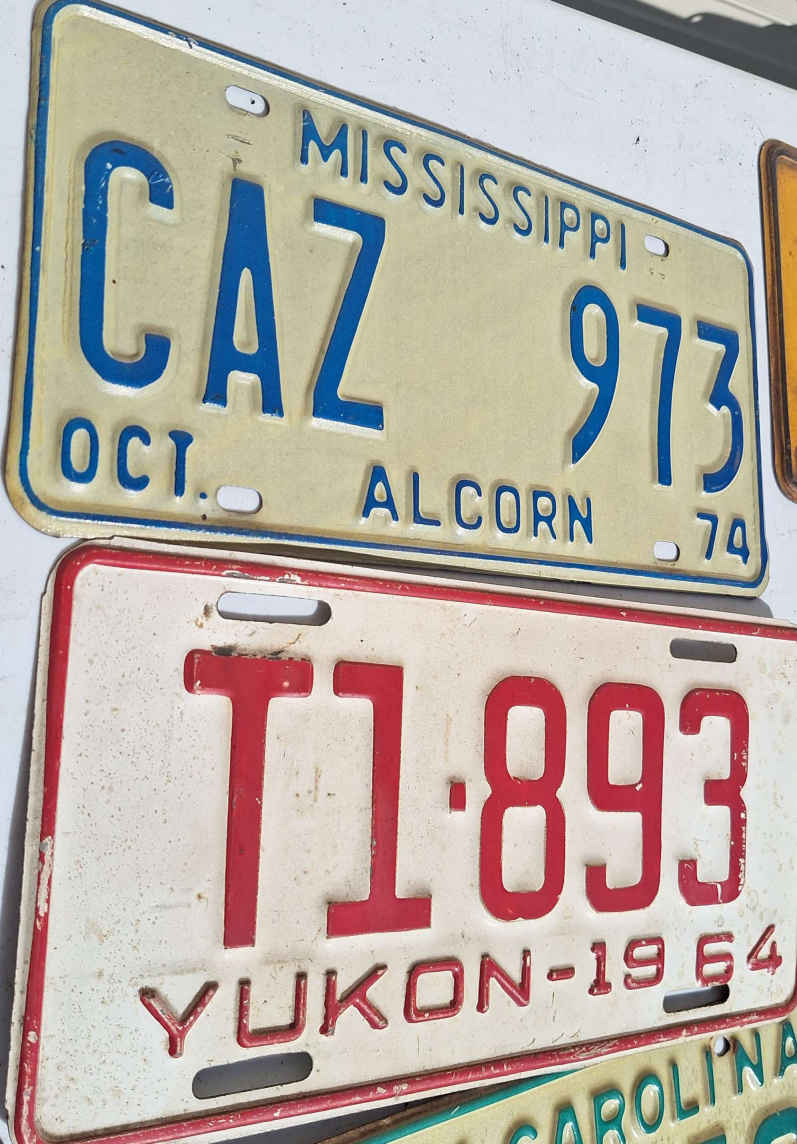 MISSISSIPPI
CAZ 973
OCT. ALCORN 74
T1·893
YUKON-1964
CAROLINA